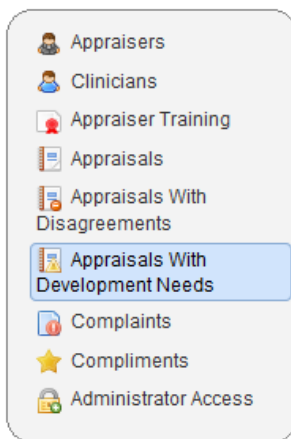 Appraisers
Clinicians
Appraiser Training
Appraisals
Appraisals With
Disagreements
Appraisals With
Development Needs
Complaints
Compliments
Administrator Access